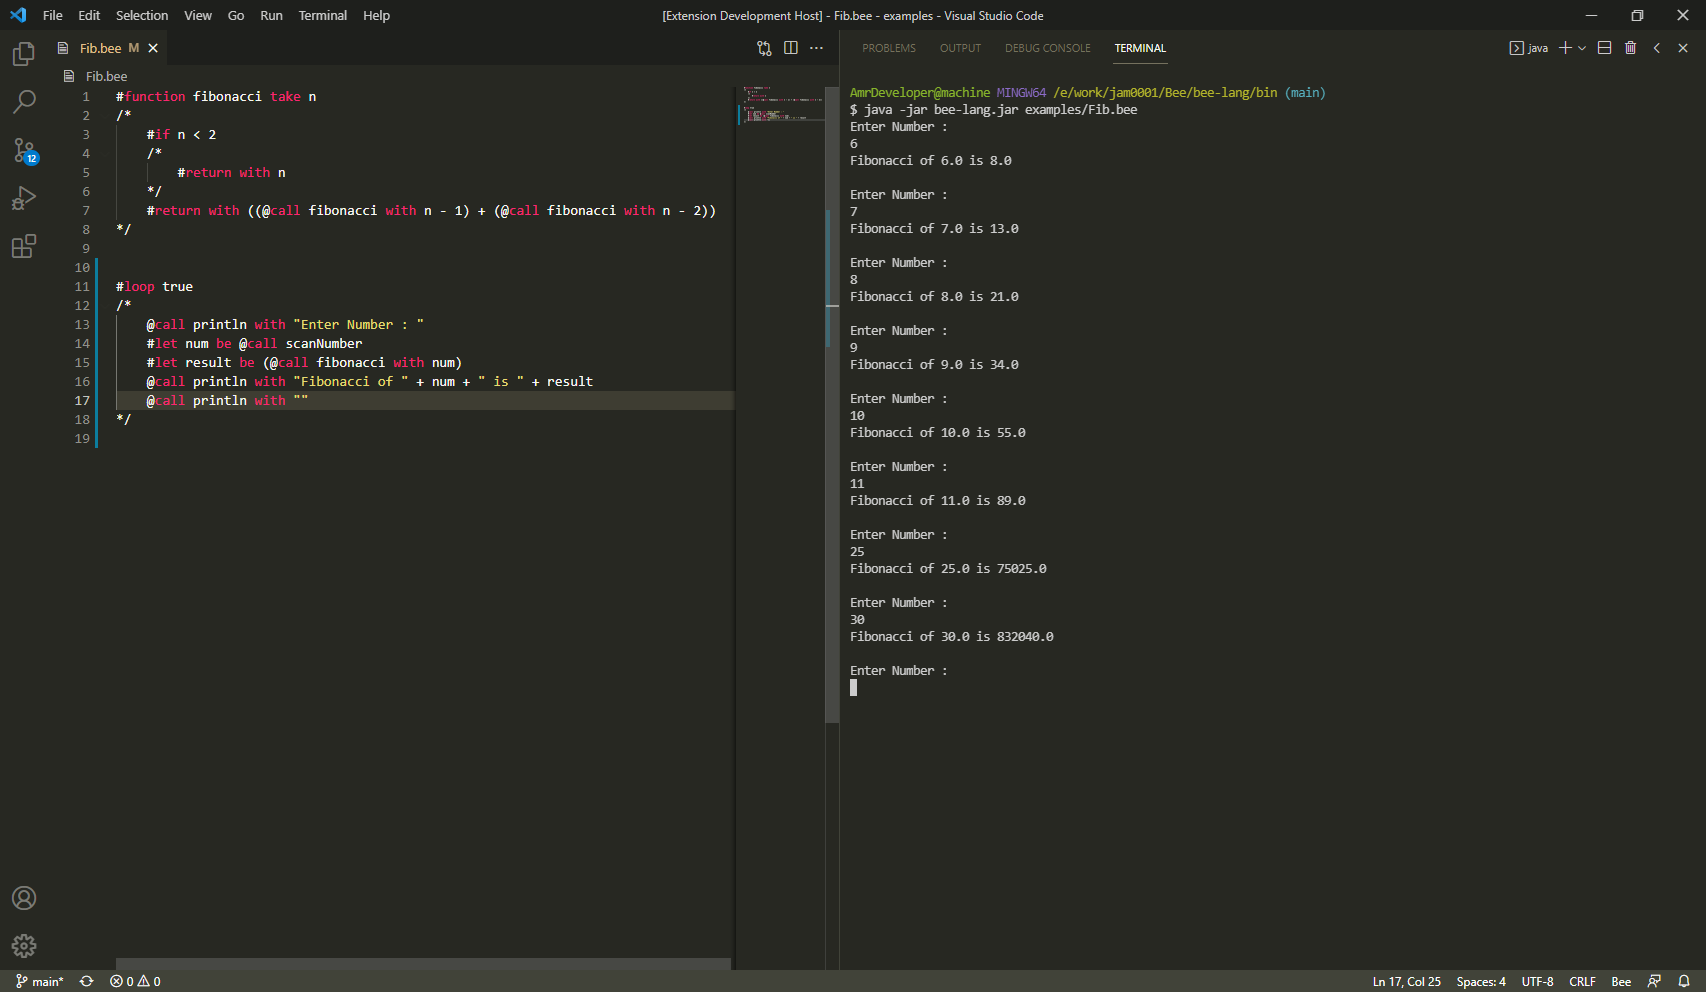 File Edit Selection View Go Run Terminal Help [Extension Development Host] - Fib.bee - examples - Visual Studio Code
Fib.bee M
Fib.bee
1 #function fibonacci take n
2 /*
3 #if n < 2
4 /*
5 #return with n
6 */
7 #return with ((@call fibonacci with n - 1) + (@call fibonacci with n - 2))
8 */
9
10
11 #loop true
12 /*
13 @call println with "Enter Number : "
14 #let num be @call scanNumber
15 #let result be (@call fibonacci with num)
16 @call println with "Fibonacci of " + num + " is " + result
17 @call println with ""
18 */
19
12
PROBLEMS OUTPUT DEBUG CONSOLE TERMINAL java
AmrDeveloper@machine MINGW64 /e/work/jam0001/Bee/bee-lang/bin (main)
$ java -jar bee-lang.jar examples/Fib.bee
Enter Number :
6
Fibonacci of 6.0 is 8.0
Enter Number :
7
Fibonacci of 7.0 is 13.0
Enter Number :
8
Fibonacci of 8.0 is 21.0
Enter Number :
9
Fibonacci of 9.0 is 34.0
Enter Number :
10
Fibonacci of 10.0 is 55.0
Enter Number :
11
Fibonacci of 11.0 is 89.0
Enter Number :
25
Fibonacci of 25.0 is 75025.0
Enter Number :
30
Fibonacci of 30.0 is 832040.0
Enter Number :
main* 0 0 Ln 17, Col 25 Spaces: 4 UTF-8 CRLF Bee